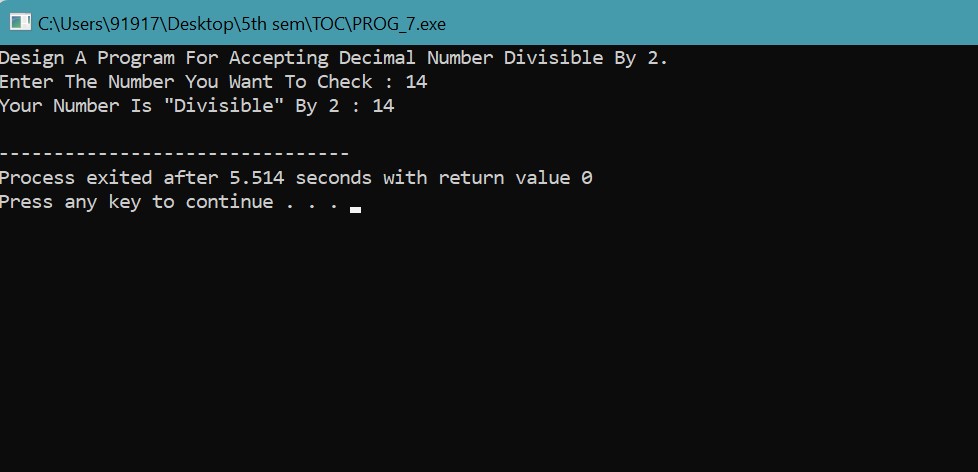 C:\Users\91917\Desktop\5th sem\TOC\PROG_7.exe
Design A Program For Accepting Decimal Number Divisible By 2.
Enter The Number You Want To Check : 14
Your Number Is "Divisible" By 2 : 14
--------------------------------
Process exited after 5.514 seconds with return value 0
Press any key to continue . . .